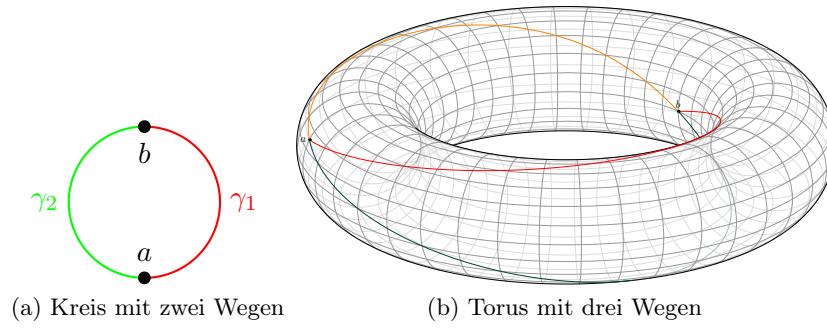 b
γ₂ γ₁
a
a
b
(a) Kreis mit zwei Wegen
(b) Torus mit drei Wegen